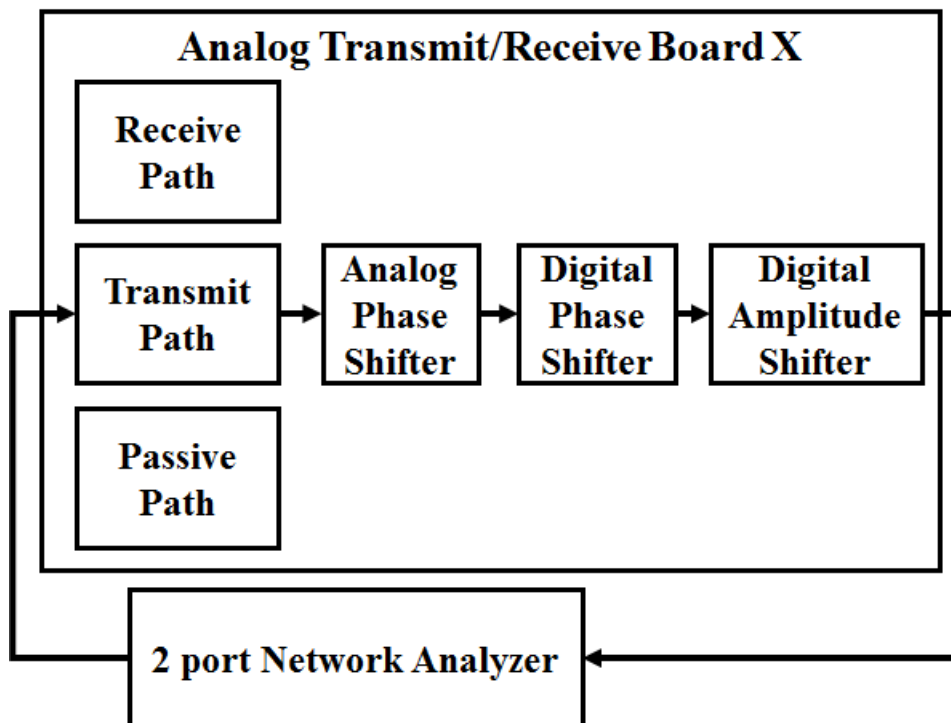 Analog Transmit/Receive Board X
Receive
Path
Transmit
Path
Analog
Phase
Shifter
Digital
Phase
Shifter
Digital
Amplitude
Shifter
Passive
Path
2 port Network Analyzer